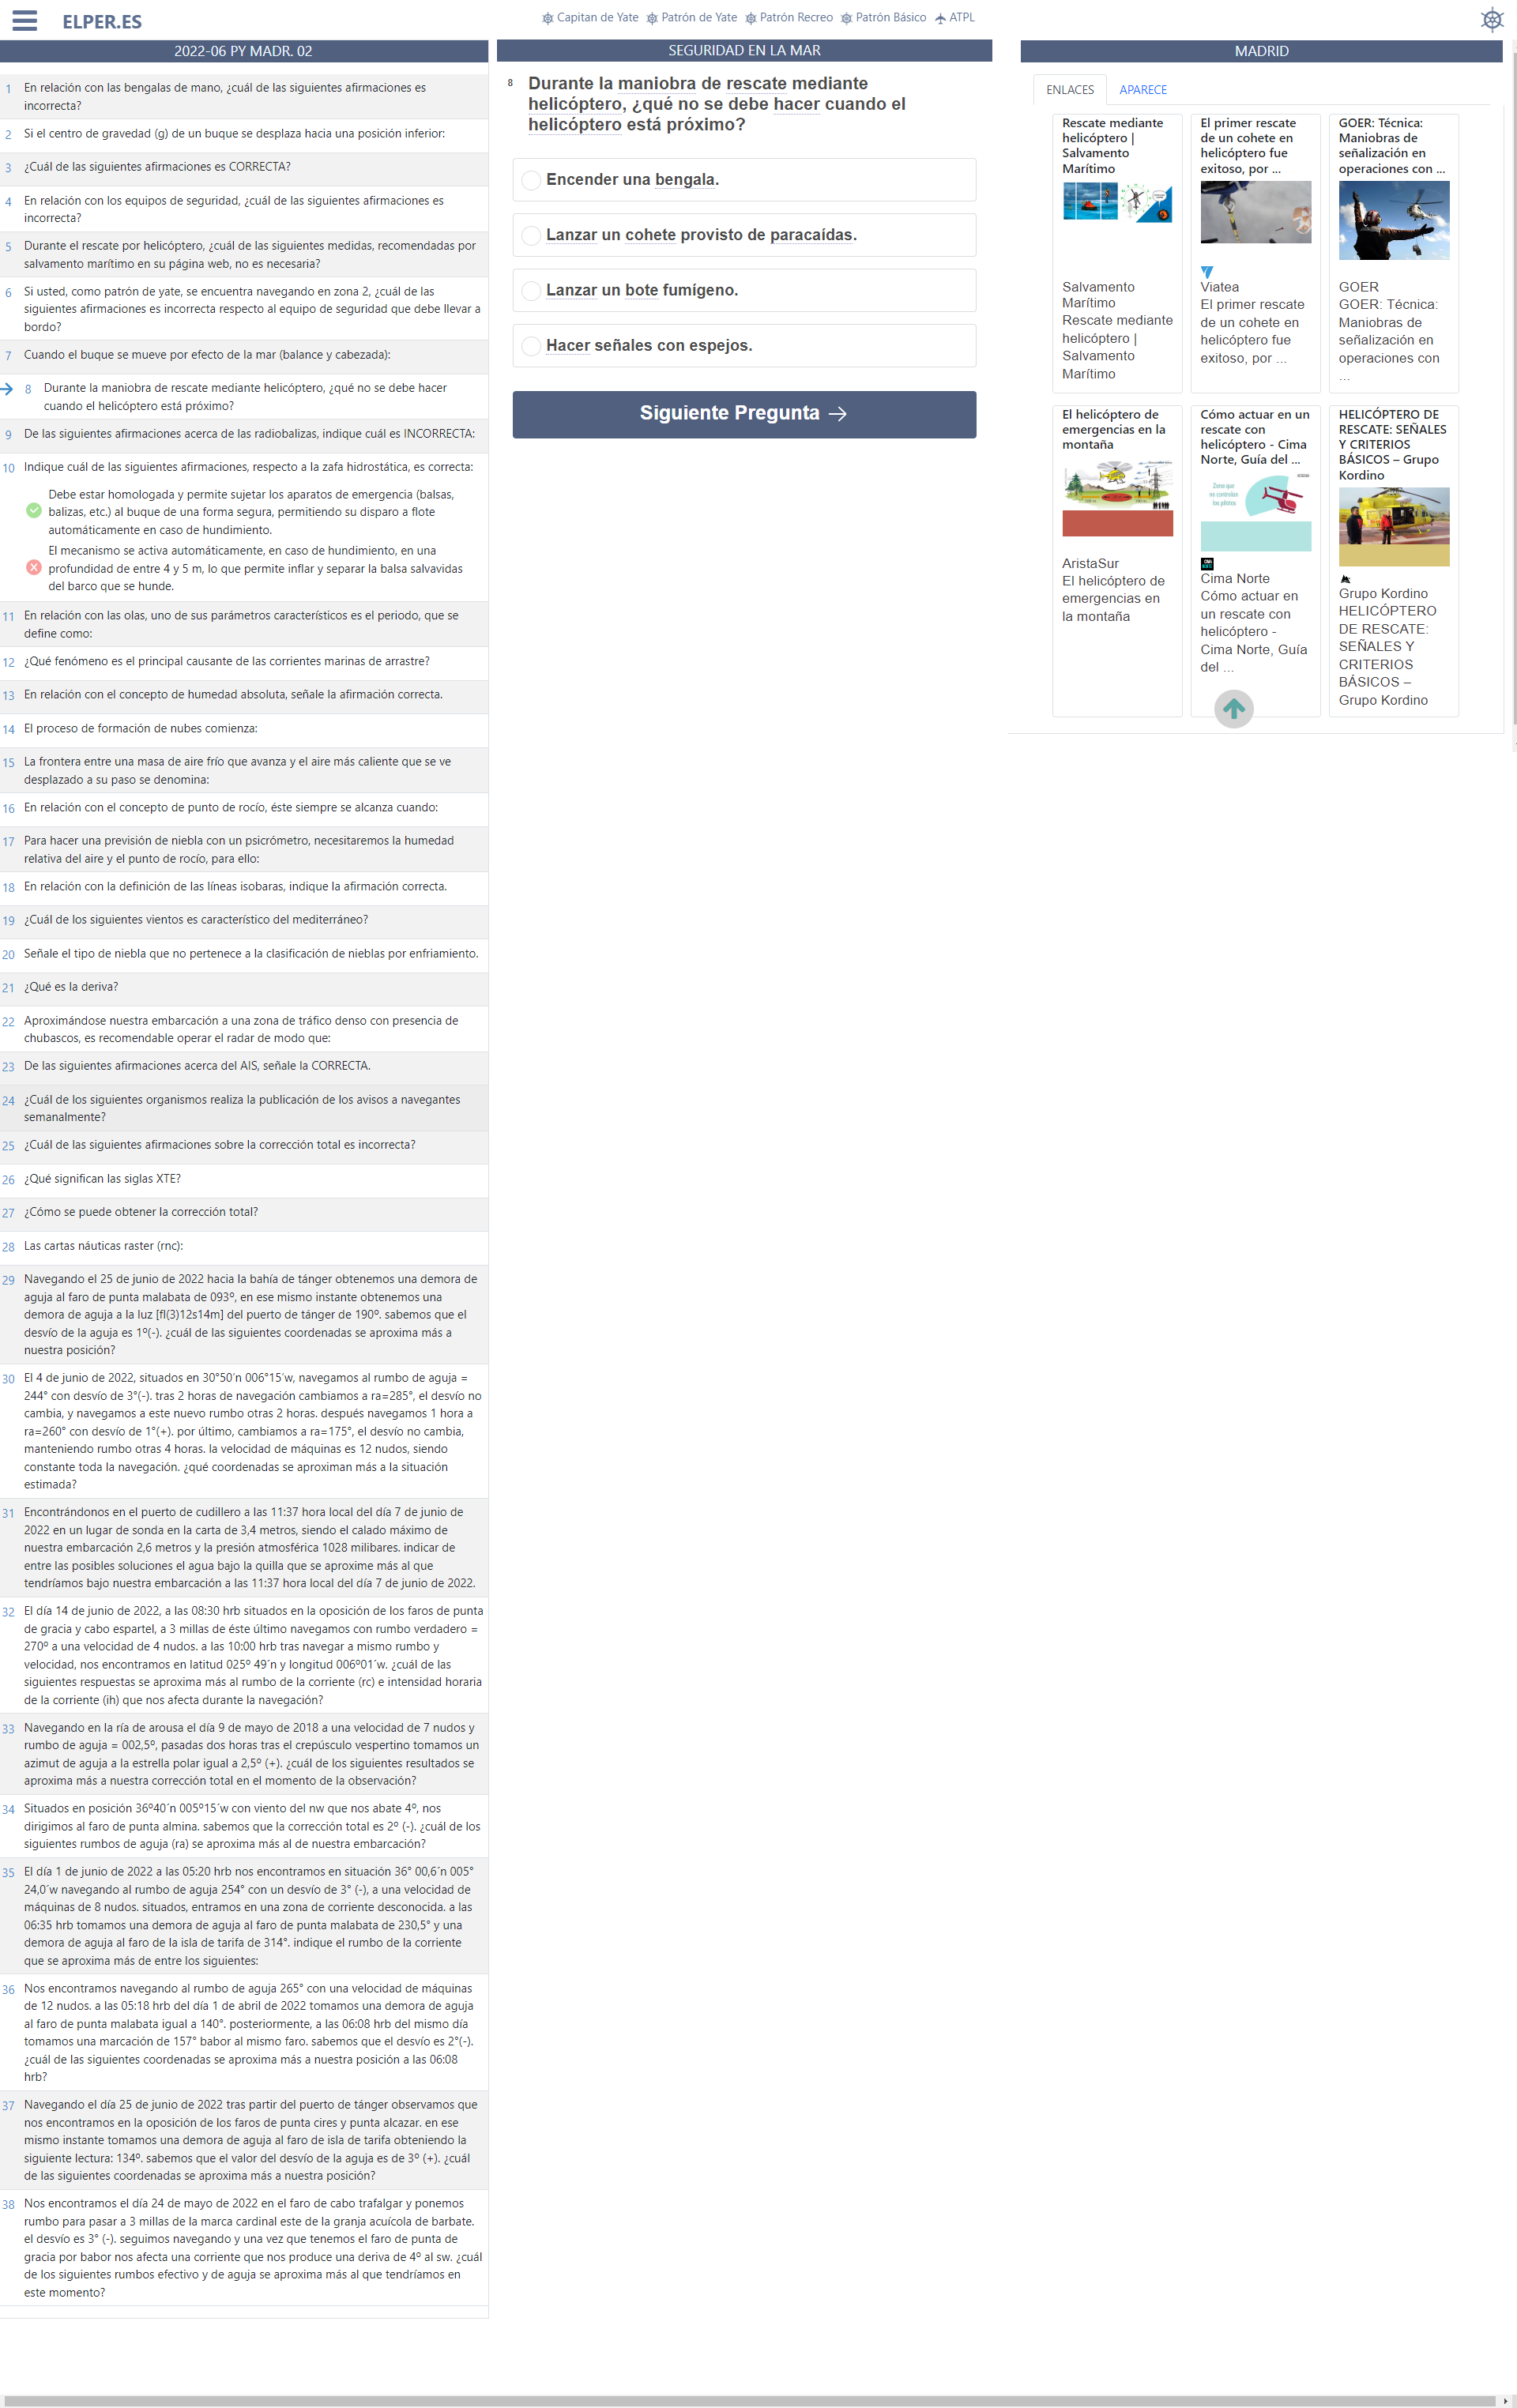 ELPER.ES
Capitan de Yate Patrón de Yate Patrón Recreo Patrón Básico ATPL
2022-06 PY MADR. 02
1 En relación con las bengalas de mano, ¿cuál de las siguientes afirmaciones es
incorrecta?
2 Si el centro de gravedad (g) de un buque se desplaza hacia una posición inferior:
3 ¿Cuál de las siguientes afirmaciones es CORRECTA?
4 En relación con los equipos de seguridad, ¿cuál de las siguientes afirmaciones es
incorrecta?
5 Durante el rescate por helicóptero, ¿cuál de las siguientes medidas, recomendadas por
salvamento marítimo en su página web, no es necesaria?
6 Si usted, como patrón de yate, se encuentra navegando en zona 2, ¿cuál de las
siguientes afirmaciones es incorrecta respecto al equipo de seguridad que debe llevar a
bordo?
7 Cuando el buque se mueve por efecto de la mar (balance y cabezada):
8 Durante la maniobra de rescate mediante helicóptero, ¿qué no se debe hacer
cuando el helicóptero está próximo?
9 De las siguientes afirmaciones acerca de las radiobalizas, indique cuál es INCORRECTA:
10 Indique cuál de las siguientes afirmaciones, respecto a la zafa hidrostática, es correcta:
Debe estar homologada y permite sujetar los aparatos de emergencia (balsas,
balizas, etc.) al buque de una forma segura, permitiendo su disparo a flote
automáticamente en caso de hundimiento.
El mecanismo se activa automáticamente, en caso de hundimiento, en una
profundidad de entre 4 y 5 m, lo que permite inflar y separar la balsa salvavidas
del barco que se hunde.
11 En relación con las olas, uno de sus parámetros característicos es el periodo, que se
define como:
12 ¿Qué fenómeno es el principal causante de las corrientes marinas de arrastre?
13 En relación con el concepto de humedad absoluta, señale la afirmación correcta.
14 El proceso de formación de nubes comienza:
15 La frontera entre una masa de aire frío que avanza y el aire más caliente que se ve
desplazado a su paso se denomina:
16 En relación con el concepto de punto de rocío, éste siempre se alcanza cuando:
17 Para hacer una previsión de niebla con un psicrómetro, necesitaremos la humedad
relativa del aire y el punto de rocío, para ello:
18 En relación con la definición de las líneas isobaras, indique la afirmación correcta.
19 ¿Cuál de los siguientes vientos es característico del mediterráneo?
20 Señale el tipo de niebla que no pertenece a la clasificación de nieblas por enfriamiento.
21 ¿Qué es la deriva?
22 Aproximándose nuestra embarcación a una zona de tráfico denso con presencia de
chubascos, es recomendable operar el radar de modo que:
23 De las siguientes afirmaciones acerca del AIS, señale la CORRECTA.
24 ¿Cuál de los siguientes organismos realiza la publicación de los avisos a navegantes
semanalmente?
25 ¿Cuál de las siguientes afirmaciones sobre la corrección total es incorrecta?
26 ¿Qué significan las siglas XTE?
27 ¿Cómo se puede obtener la corrección total?
28 Las cartas náuticas raster (rnc):
29 Navegando el 25 de junio de 2022 hacia la bahía de tánger obtenemos una demora de
aguja al faro de punta malabata de 093º, en ese mismo instante obtenemos una
demora de aguja a la luz [fl(3)12s14m] del puerto de tánger de 190º. sabemos que el
desvío de la aguja es 1º(-). ¿cuál de las siguientes coordenadas se aproxima más a
nuestra posición?
30 El 4 de junio de 2022, situados en 30°50´n 006°15´w, navegamos al rumbo de aguja =
244° con desvío de 3°(-). tras 2 horas de navegación cambiamos a ra=285°, el desvío no
cambia, y navegamos a este nuevo rumbo otras 2 horas. después navegamos 1 hora a
ra=260° con desvío de 1°(+). por último, cambiamos a ra=175°, el desvío no cambia,
manteniendo rumbo otras 4 horas. la velocidad de máquinas es 12 nudos, siendo
constante toda la navegación. ¿qué coordenadas se aproximan más a la situación
estimada?
31 Encontrándonos en el puerto de cudillero a las 11:37 hora local del día 7 de junio de
2022 en un lugar de sonda en la carta de 3,4 metros, siendo el calado máximo de
nuestra embarcación 2,6 metros y la presión atmosférica 1028 milibares. indicar de
entre las posibles soluciones el agua bajo la quilla que se aproxime más al que
tendríamos bajo nuestra embarcación a las 11:37 hora local del día 7 de junio de 2022.
32 El día 14 de junio de 2022, a las 08:30 hrb situados en la oposición de los faros de punta
de gracia y cabo espartel, a 3 millas de éste último navegamos con rumbo verdadero =
270º a una velocidad de 4 nudos. a las 10:00 hrb tras navegar a mismo rumbo y
velocidad, nos encontramos en latitud 025º 49´n y longitud 006º01´w. ¿cuál de las
siguientes respuestas se aproxima más al rumbo de la corriente (rc) e intensidad horaria
de la corriente (ih) que nos afecta durante la navegación?
33 Navegando en la ría de arousa el día 9 de mayo de 2018 a una velocidad de 7 nudos y
rumbo de aguja = 002,5º, pasadas dos horas tras el crepúsculo vespertino tomamos un
azimut de aguja a la estrella polar igual a 2,5º (+). ¿cuál de los siguientes resultados se
aproxima más a nuestra corrección total en el momento de la observación?
34 Situados en posición 36º40´n 005º15´w con viento del nw que nos abate 4º, nos
dirigimos al faro de punta almina. sabemos que la corrección total es 2º (-). ¿cuál de los
siguientes rumbos de aguja (ra) se aproxima más al de nuestra embarcación?
35 El día 1 de junio de 2022 a las 05:20 hrb nos encontramos en situación 36° 00,6´n 005°
24,0´w navegando al rumbo de aguja 254° con un desvío de 3° (-), a una velocidad de
máquinas de 8 nudos. situados, entramos en una zona de corriente desconocida. a las
06:35 hrb tomamos una demora de aguja al faro de punta malabata de 230,5° y una
demora de aguja al faro de la isla de tarifa de 314°. indique el rumbo de la corriente
que se aproxima más de entre los siguientes:
36 Nos encontramos navegando al rumbo de aguja 265° con una velocidad de máquinas
de 12 nudos. a las 05:18 hrb del día 1 de abril de 2022 tomamos una demora de aguja
al faro de punta malabata igual a 140°. posteriormente, a las 06:08 hrb del mismo día
tomamos una marcación de 157° babor al mismo faro. sabemos que el desvío es 2°(-).
¿cuál de las siguientes coordenadas se aproxima más a nuestra posición a las 06:08
hrb?
37 Navegando el día 25 de junio de 2022 tras partir del puerto de tánger observamos que
nos encontramos en la oposición de los faros de punta cires y punta alcazar. en ese
mismo instante tomamos una demora de aguja al faro de isla de tarifa obteniendo la
siguiente lectura: 134º. sabemos que el valor del desvío de la aguja es de 3º (+). ¿cuál
de las siguientes coordenadas se aproxima más a nuestra posición?
38 Nos encontramos el día 24 de mayo de 2022 en el faro de cabo trafalgar y ponemos
rumbo para pasar a 3 millas de la marca cardinal este de la granja acuícola de barbate.
el desvío es 3° (-). seguimos navegando y una vez que tenemos el faro de punta de
gracia por babor nos afecta una corriente que nos produce una deriva de 4º al sw. ¿cuál
de los siguientes rumbos efectivo y de aguja se aproxima más al que tendríamos en
este momento?
SEGURIDAD EN LA MAR
8 Durante la maniobra de rescate mediante
helicóptero, ¿qué no se debe hacer cuando el
helicóptero está próximo?
Encender una bengala.
Lanzar un cohete provisto de paracaídas.
Lanzar un bote fumígeno.
Hacer señales con espejos.
Siguiente Pregunta
MADRID
ENLACES APARECE
Rescate mediante
helicóptero |
Salvamento
Marítimo
Salvamento
Marítimo
Rescate mediante
helicóptero |
Salvamento
Marítimo
El primer rescate
de un cohete en
helicóptero fue
exitoso, por ...
Viatea
El primer rescate
de un cohete en
helicóptero fue
exitoso, por ...
GOER: Técnica:
Maniobras de
señalización en
operaciones con ...
GOER
GOER: Técnica:
Maniobras de
señalización en
operaciones con
...
El helicóptero de
emergencias en la
montaña
AristaSur
El helicóptero de
emergencias en
la montaña
Cómo actuar en un
rescate con
helicóptero - Cima
Norte, Guía del ...
Zona que
no controlan
los pilotos
Cima Norte
Cómo actuar en
un rescate con
helicóptero -
Cima Norte, Guía
del ...
HELICÓPTERO DE
RESCATE: SEÑALES
Y CRITERIOS
BÁSICOS – Grupo
Kordino
Grupo Kordino
HELICÓPTERO
DE RESCATE:
SEÑALES Y
CRITERIOS
BÁSICOS –
Grupo Kordino